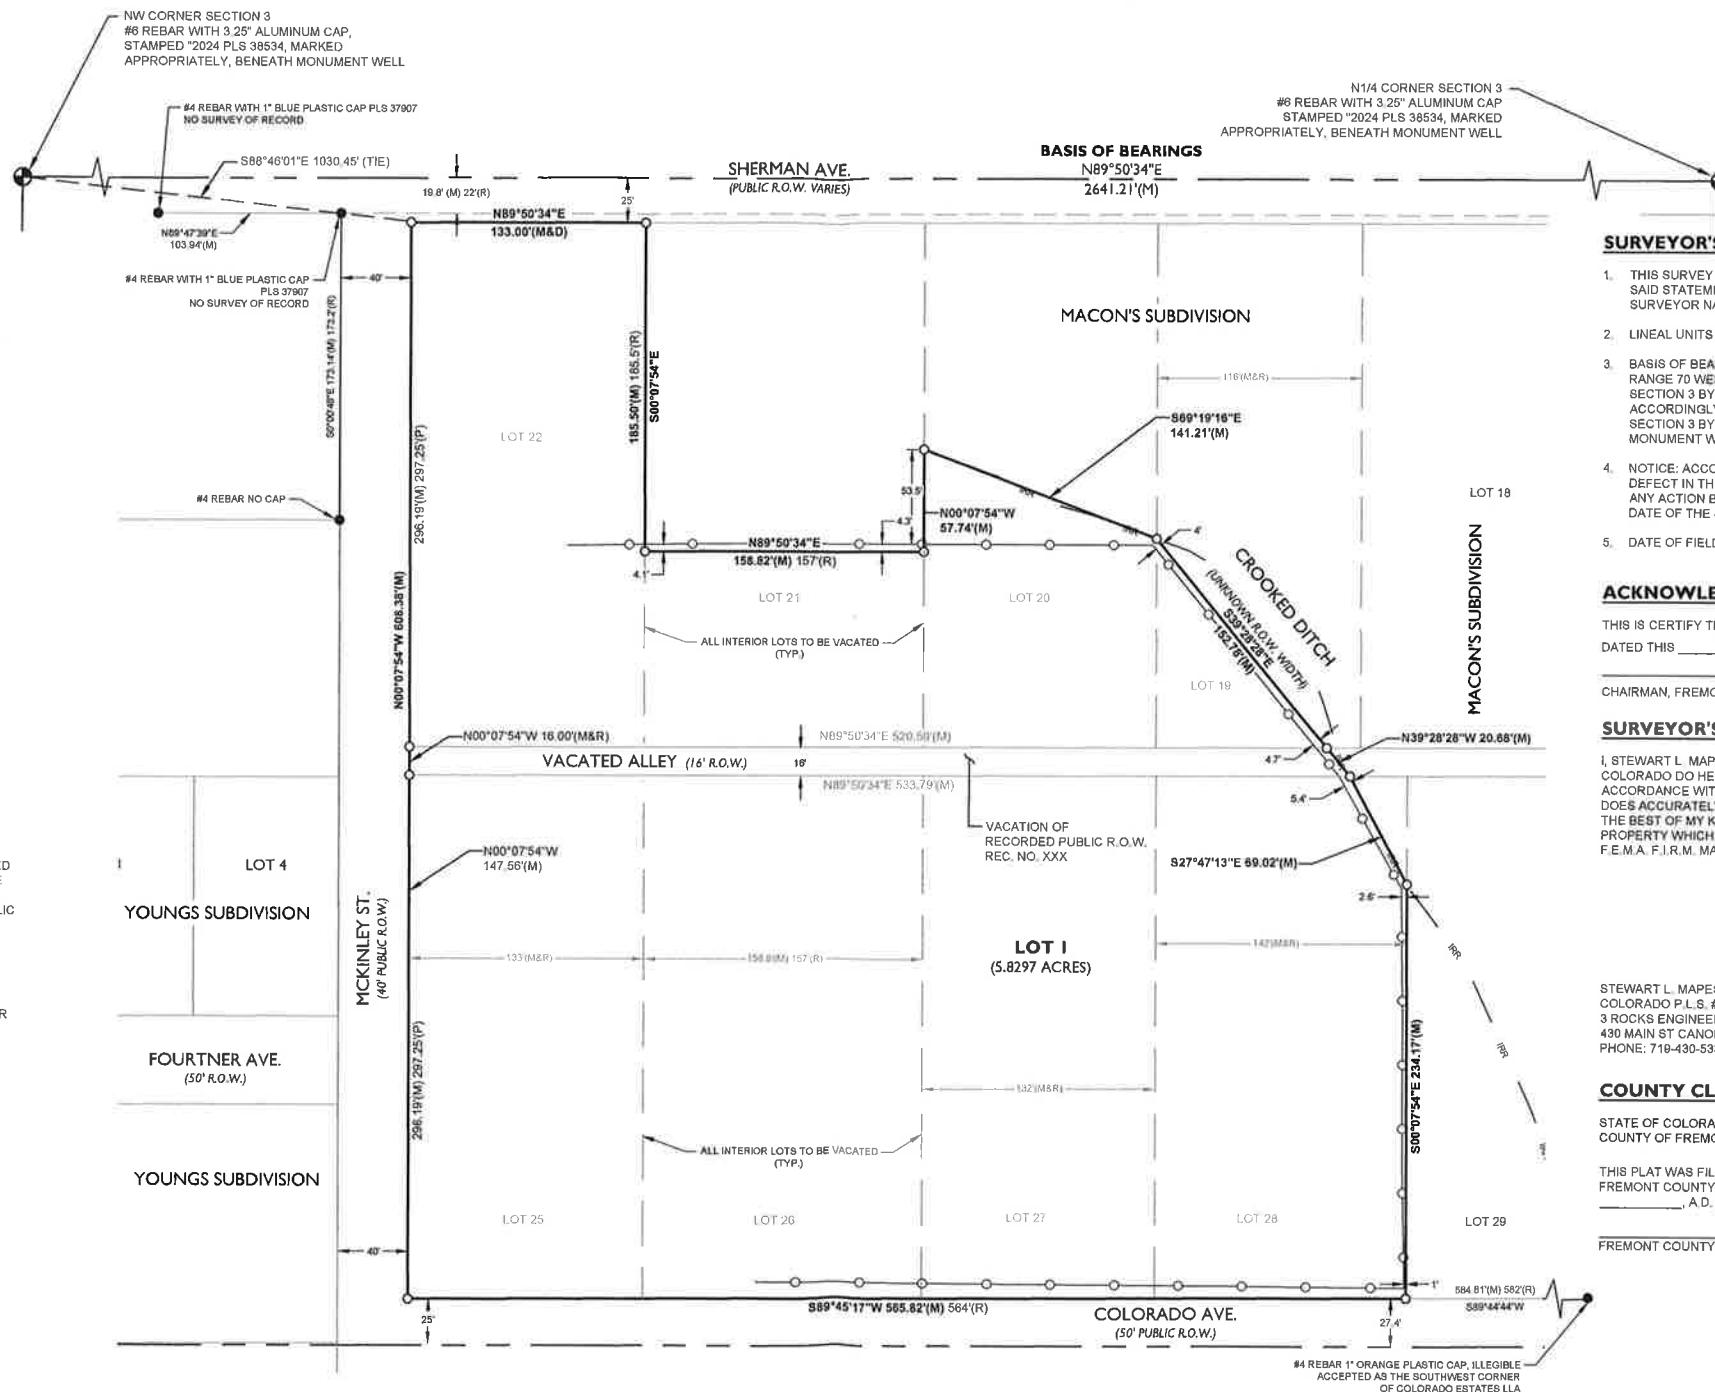 NW CORNER SECTION 3
#6 REBAR WITH 3.25" ALUMINUM CAP,
STAMPED "2024 PLS 38534, MARKED
APPROPRIATELY, BENEATH MONUMENT WELL
#4 REBAR WITH 1" BLUE PLASTIC CAP PLS 37907
NO SURVEY OF RECORD
N1/4 CORNER SECTION 3
#6 REBAR WITH 3.25" ALUMINUM CAP
STAMPED "2024 PLS 38534, MARKED
APPROPRIATELY, BENEATH MONUMENT WELL
S88°46'01"E 1030.45' (TIE)
BASIS OF BEARINGS
N89°50'34"E
2641.21'(M)
SHERMAN AVE.
(PUBLIC R.O.W. VARIES)
19.8' (M) 22'(R)
25'
N89°47'39"E
103.94'(M)
N89°50'34"E
133.00'(M&D)
#4 REBAR WITH 1" BLUE PLASTIC CAP
PLS 37907
NO SURVEY OF RECORD
40'
S0°00'48"E 173.14'(M) 173.2'(R)
#4 REBAR NO CAP
296.19'(M) 297.25'(P)
N00°07'54"W 608.38'(M)
LOT 22
185.50'(M) 185.5'(R)
S00°07'54"E
MACON'S SUBDIVISION
116'(M&R)
S69°19'16"E
141.21'(M)
53.5'
4.3'
N00°07'54"W
57.74'(M)
N89°50'34"E
158.82'(M) 157'(R)
4.1'
4'
LOT 18
MACON'S SUBDIVISION
CROOKED DITCH
(UNKNOWN R.O.W. WIDTH)
S39°28'28"E
152.78'(M)
LOT 21
LOT 20
LOT 19
ALL INTERIOR LOTS TO BE VACATED
(TYP.)
N00°07'54"W 16.00'(M&R)
VACATED ALLEY (16' R.O.W.)
16'
N89°50'34"E 520.59'(M)
N89°50'34"E 533.79'(M)
N39°28'28"W 20.68'(M)
4.7'
5.4'
VACATION OF
RECORDED PUBLIC R.O.W.
REC. NO. XXX
S27°47'13"E 69.02'(M)
2.6'
N00°07'54"W
147.56'(M)
LOT 4
YOUNGS SUBDIVISION
MCKINLEY ST.
(40' PUBLIC R.O.W.)
133'(M&R)
158.8'(M) 157'(R)
LOT 1
(5.8297 ACRES)
142'(M&R)
132'(M&R)
IRR
IRR
S00°07'54"E 234.17'(M)
FOURTNER AVE.
(50' R.O.W.)
296.19'(M) 297.25'(P)
YOUNGS SUBDIVISION
ALL INTERIOR LOTS TO BE VACATED
(TYP.)
LOT 25
LOT 26
LOT 27
LOT 28
LOT 29
40'
25'
S89°45'17"W 565.82'(M) 564'(R)
COLORADO AVE.
(50' PUBLIC R.O.W.)
1'
27.4'
584.81'(M) 582'(R)
S89°44'44"W
#4 REBAR 1" ORANGE PLASTIC CAP, ILLEGIBLE
ACCEPTED AS THE SOUTHWEST CORNER
OF COLORADO ESTATES LLA
ED
E
LIC
R
SURVEYOR'S
1. THIS SURVEY
SAID STATEM
SURVEYOR NA
2. LINEAL UNITS
3. BASIS OF BEA
RANGE 70 WE
SECTION 3 BY
ACCORDINGLY
SECTION 3 BY
MONUMENT W
4. NOTICE: ACCO
DEFECT IN TH
ANY ACTION B
DATE OF THE
5. DATE OF FIEL
ACKNOWLE
THIS IS CERTIFY T
DATED THIS
CHAIRMAN, FREMO
SURVEYOR'S
I, STEWART L. MAP
COLORADO DO HE
ACCORDANCE WIT
DOES ACCURATEL
THE BEST OF MY K
PROPERTY WHICH
F.E.M.A. F.I.R.M. MA
STEWART L. MAPES
COLORADO P.L.S. #
3 ROCKS ENGINEE
430 MAIN ST CANO
PHONE: 719-430-53
COUNTY CL
STATE OF COLORA
COUNTY OF FREMO
THIS PLAT WAS FIL
FREMONT COUNTY
, A.D.
FREMONT COUNTY